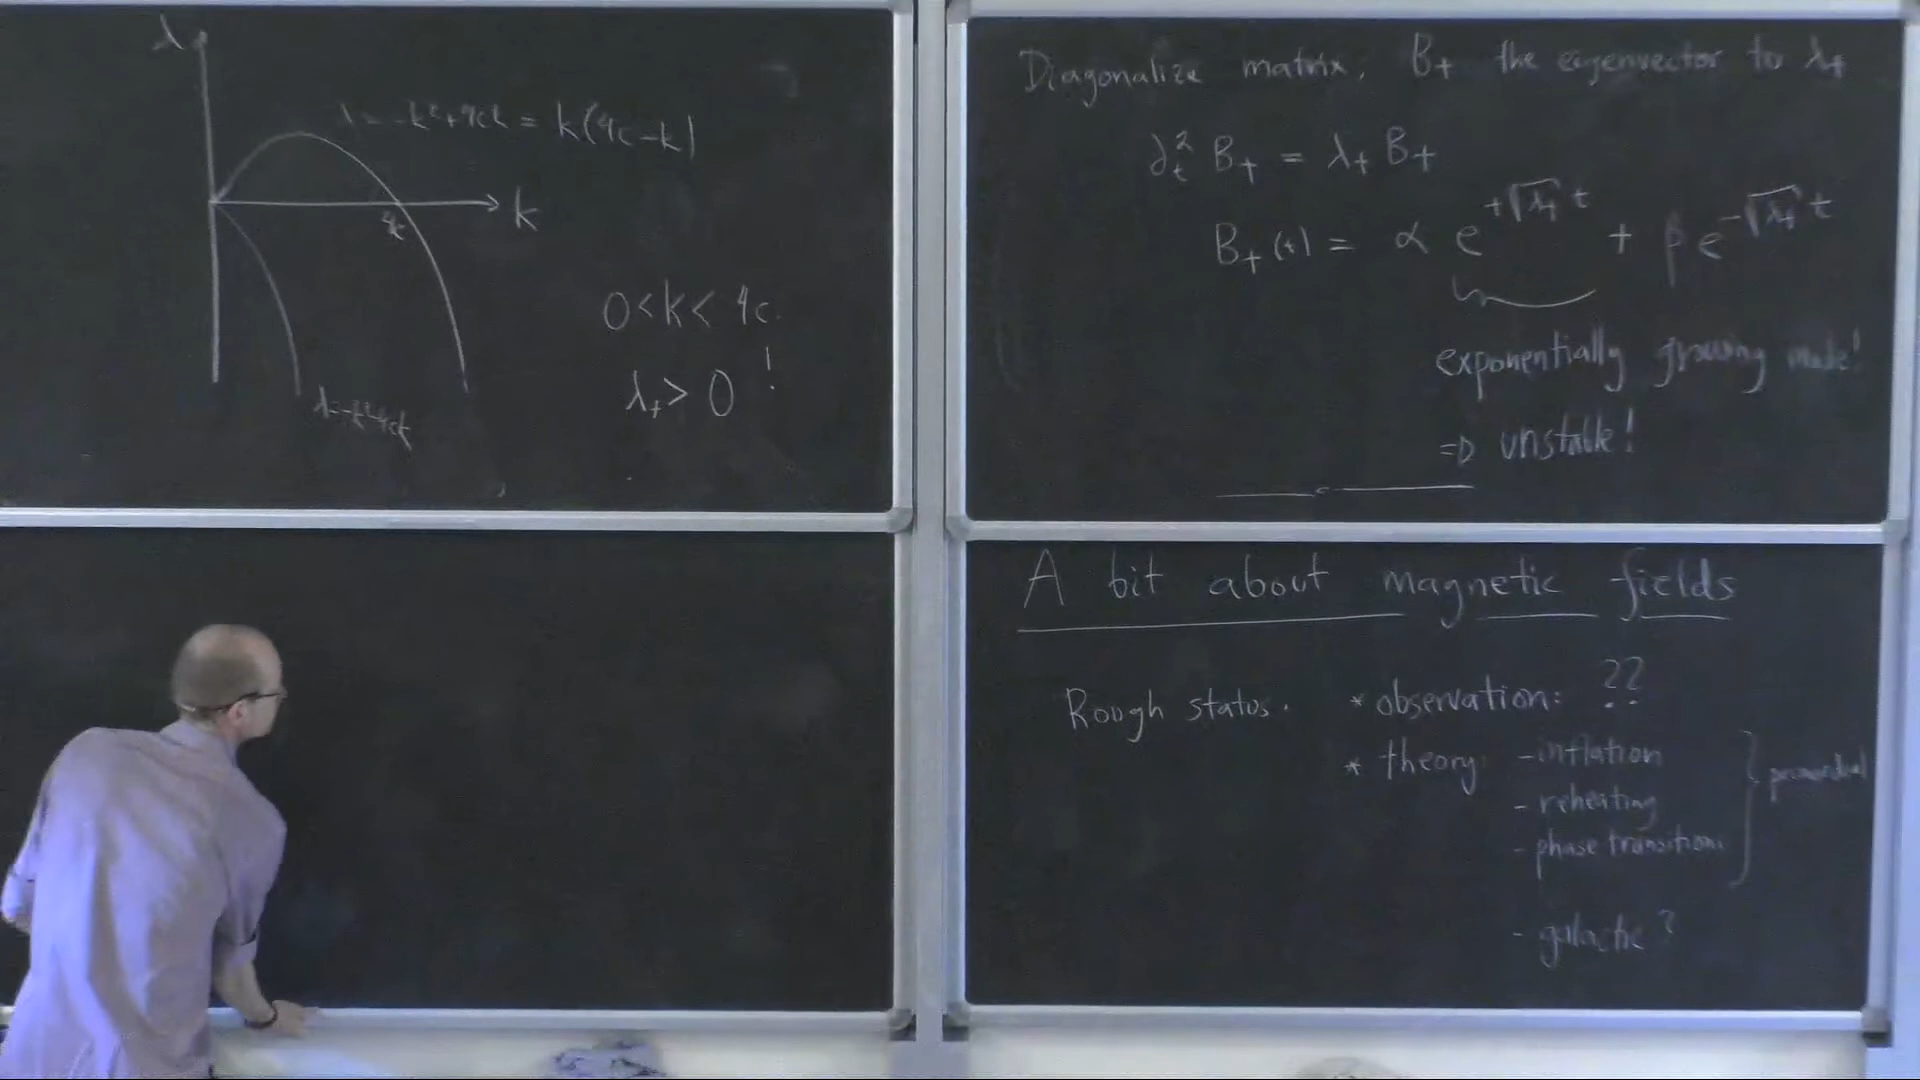 λ
λ = -k²+4ck = k(4c-k)
k
4c
0<k< 4c
λ₊> 0 !
λ=-k²-4ck
Diagonalize matrix, B₊ the eigenvector to λ₊
∂ₜ² B₊ = λ₊ B₊
B₊(t) = α e^{+√λ₊ t} + β e^{-√λ₊ t}
exponentially growing mode!
⇒ unstable!
A bit about magnetic fields
Rough status. * observation: ??
* theory: - inflation
- reheating
- phase transitions
primordial
- galactic ?